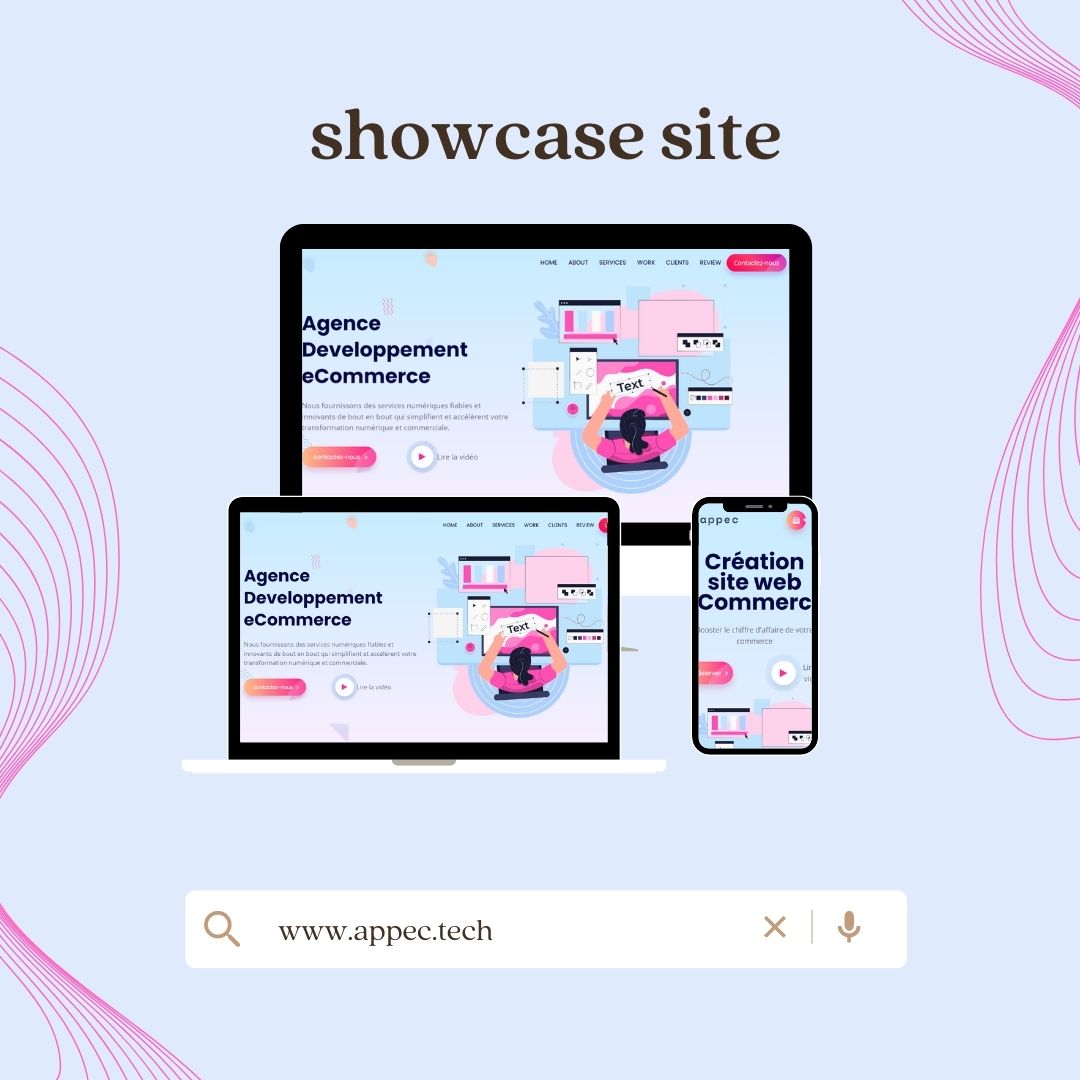 showcase site
HOME ABOUT SERVICES WORK CLIENTS REVIEW Contactez-nous
Agence
Developpement
eCommerce
Nous fournissons des services numériques fiables et
innovants de bout en bout qui simplifient et accélèrent votre
transformation numérique et commerciale.
contactez-nous
Lire la vidéo
Text
HOME ABOUT SERVICES WORK CLIENTS REVIEW
Agence
Developpement
eCommerce
Nous fournissons des services numériques fiables et
innovants de bout en bout qui simplifient et accélèrent votre
transformation numérique et commerciale.
contactez-nous
Lire la vidéo
Text
appec
Création
site web
Commerc
le chiffre d'affaire de votre
commerce
www.appec.tech